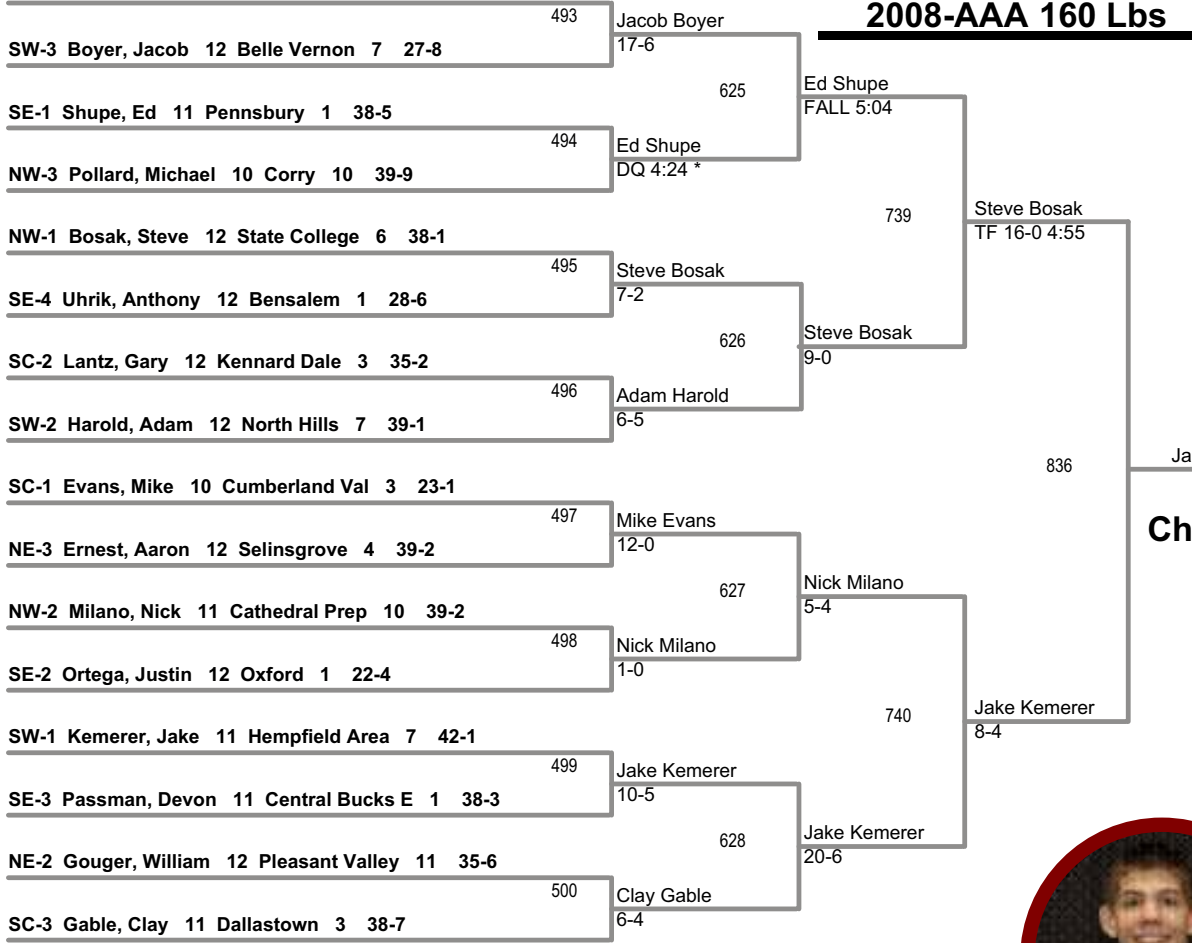 2008-AAA 160 Lbs
493
Jacob Boyer
17-6
SW-3 Boyer, Jacob 12 Belle Vernon 7 27-8
625
Ed Shupe
FALL 5:04
SE-1 Shupe, Ed 11 Pennsbury 1 38-5
494
Ed Shupe
DQ 4:24 *
NW-3 Pollard, Michael 10 Corry 10 39-9
739
Steve Bosak
TF 16-0 4:55
NW-1 Bosak, Steve 12 State College 6 38-1
495
Steve Bosak
7-2
SE-4 Uhrik, Anthony 12 Bensalem 1 28-6
626
Steve Bosak
9-0
SC-2 Lantz, Gary 12 Kennard Dale 3 35-2
496
Adam Harold
6-5
SW-2 Harold, Adam 12 North Hills 7 39-1
836
Ja
SC-1 Evans, Mike 10 Cumberland Val 3 23-1
497
Mike Evans
12-0
Ch
NE-3 Ernest, Aaron 12 Selinsgrove 4 39-2
627
Nick Milano
5-4
NW-2 Milano, Nick 11 Cathedral Prep 10 39-2
498
Nick Milano
1-0
SE-2 Ortega, Justin 12 Oxford 1 22-4
740
Jake Kemerer
8-4
SW-1 Kemerer, Jake 11 Hempfield Area 7 42-1
499
Jake Kemerer
10-5
SE-3 Passman, Devon 11 Central Bucks E 1 38-3
628
Jake Kemerer
20-6
NE-2 Gouger, William 12 Pleasant Valley 11 35-6
500
Clay Gable
6-4
SC-3 Gable, Clay 11 Dallastown 3 38-7